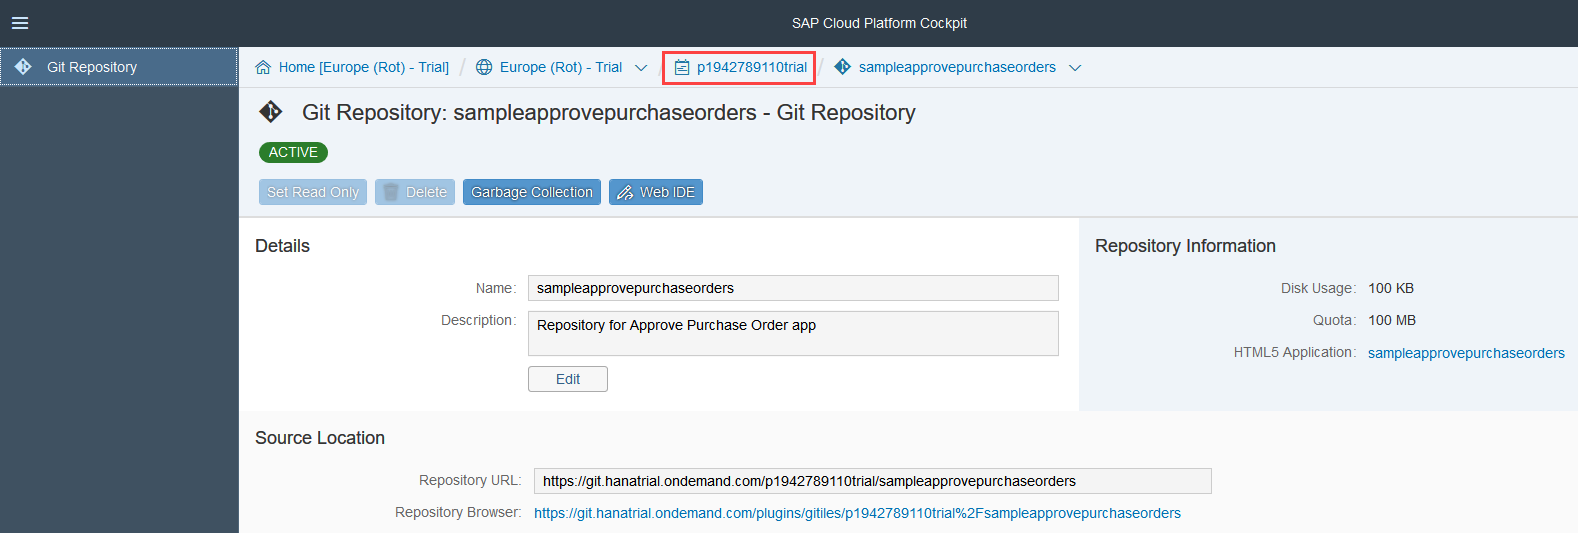 SAP Cloud Platform Cockpit
Git Repository
Home [Europe (Rot) - Trial] / Europe (Rot) - Trial / p1942789110trial / sampleapprovepurchaseorders
Git Repository: sampleapprovepurchaseorders - Git Repository
ACTIVE
Set Read Only Delete Garbage Collection Web IDE
Details
Name: sampleapprovepurchaseorders
Description: Repository for Approve Purchase Order app
Edit
Repository Information
Disk Usage: 100 KB
Quota: 100 MB
HTML5 Application: sampleapprovepurchaseorders
Source Location
Repository URL: https://git.hanatrial.ondemand.com/p1942789110trial/sampleapprovepurchaseorders
Repository Browser: https://git.hanatrial.ondemand.com/plugins/gitiles/p1942789110trial%2Fsampleapprovepurchaseorders